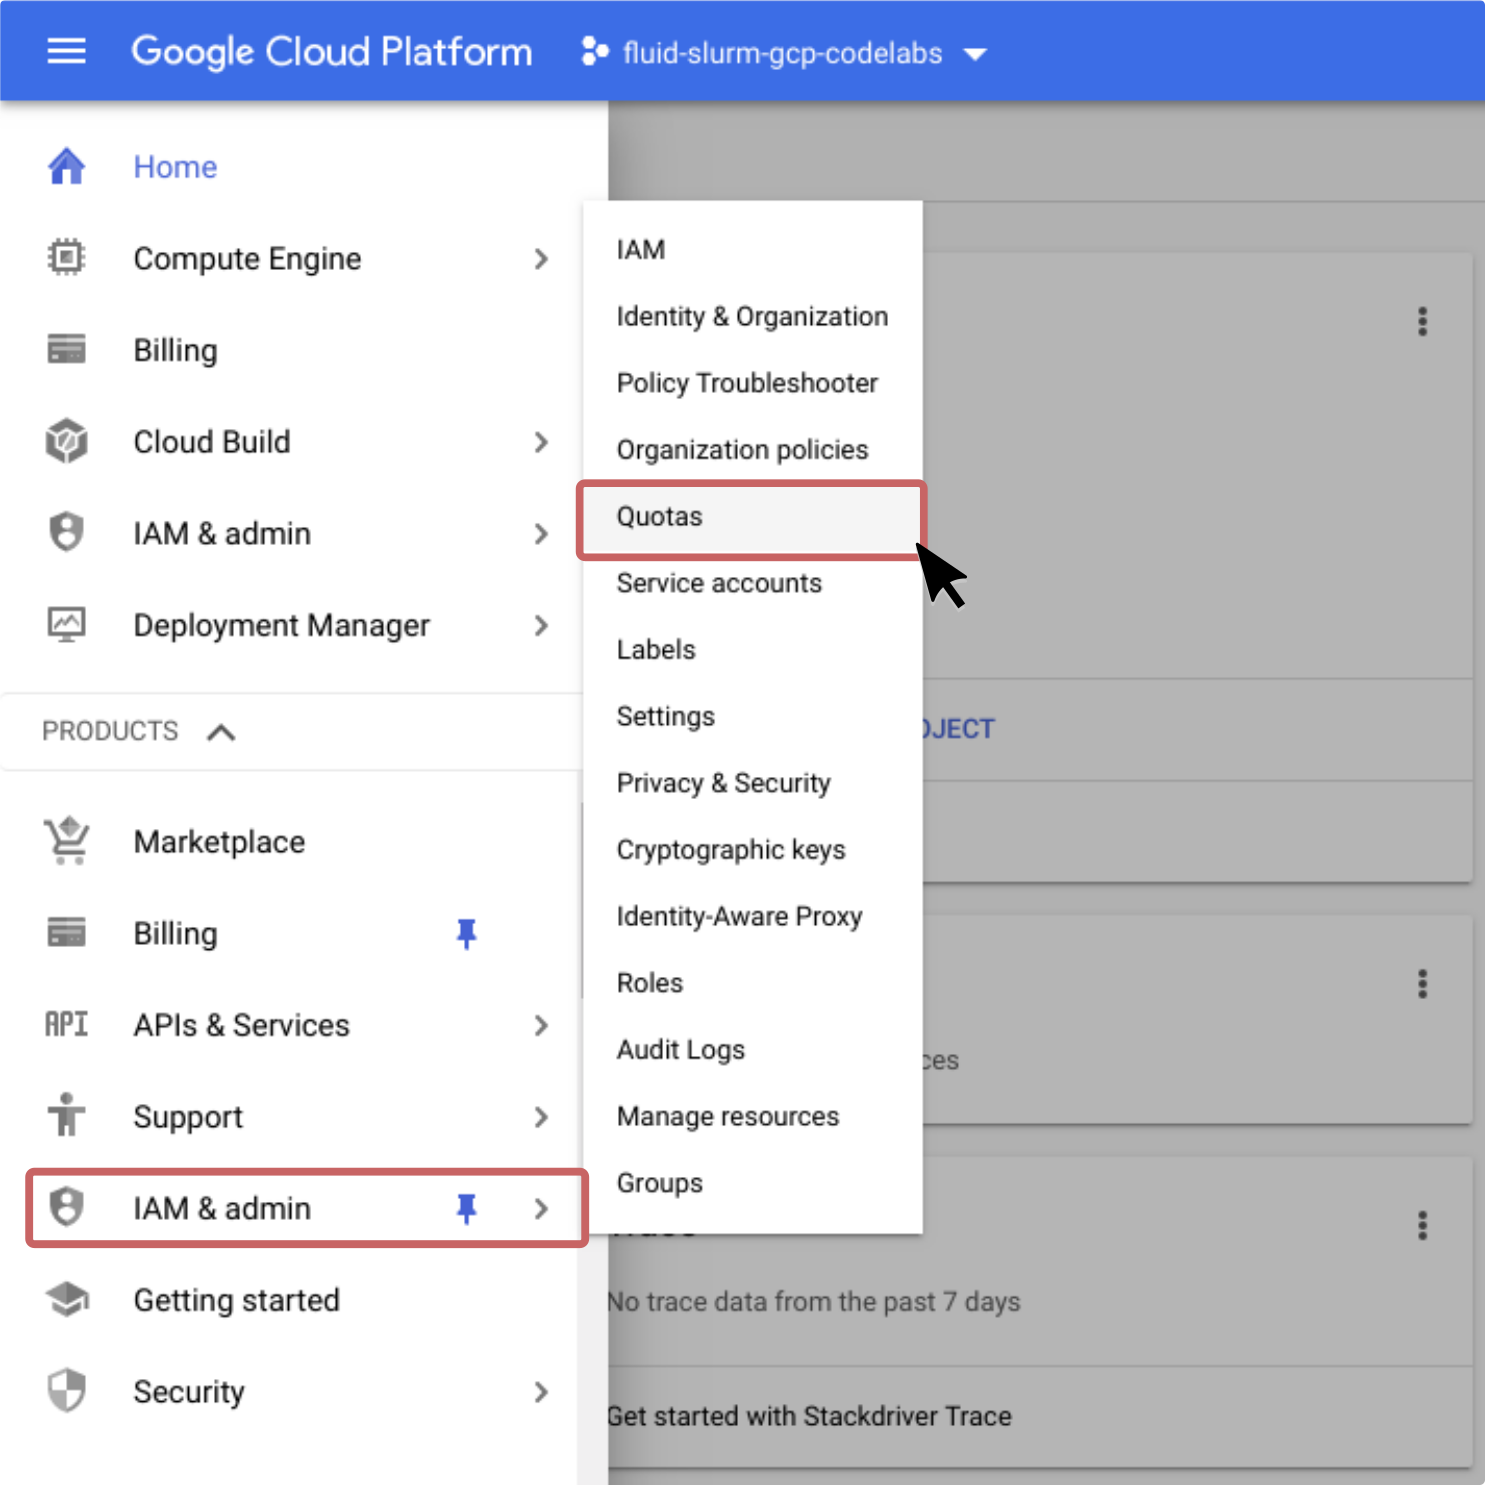 Google Cloud Platform
fluid-slurm-gcp-codelabs
Home
Compute Engine
Billing
Cloud Build
IAM & admin
Deployment Manager
PRODUCTS
Marketplace
Billing
API
APIs & Services
Support
IAM & admin
Getting started
Security
IAM
Identity & Organization
Policy Troubleshooter
Organization policies
Quotas
Service accounts
Labels
Settings
Privacy & Security
Cryptographic keys
Identity-Aware Proxy
Roles
Audit Logs
Manage resources
Groups
OJECT
ces
No trace data from the past 7 days
Get started with Stackdriver Trace